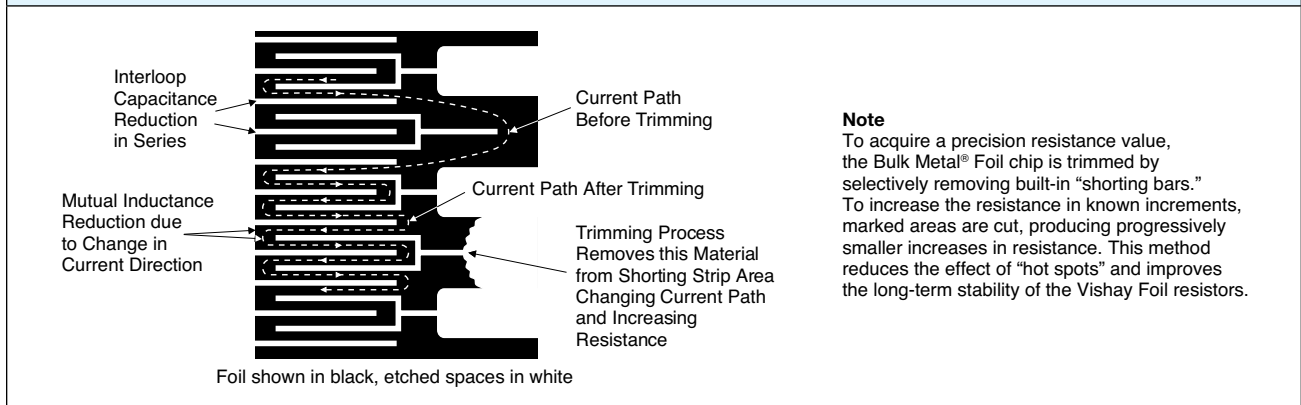 Interloop
Capacitance
Reduction
in Series
Current Path
Before Trimming
Mutual Inductance
Reduction due
to Change in
Current Direction
Current Path After Trimming
Trimming Process
Removes this Material
from Shorting Strip Area
Changing Current Path
and Increasing
Resistance
Foil shown in black, etched spaces in white
Note
To acquire a precision resistance value,
the Bulk Metal® Foil chip is trimmed by
selectively removing built-in “shorting bars.”
To increase the resistance in known increments,
marked areas are cut, producing progressively
smaller increases in resistance. This method
reduces the effect of “hot spots” and improves
the long-term stability of the Vishay Foil resistors.